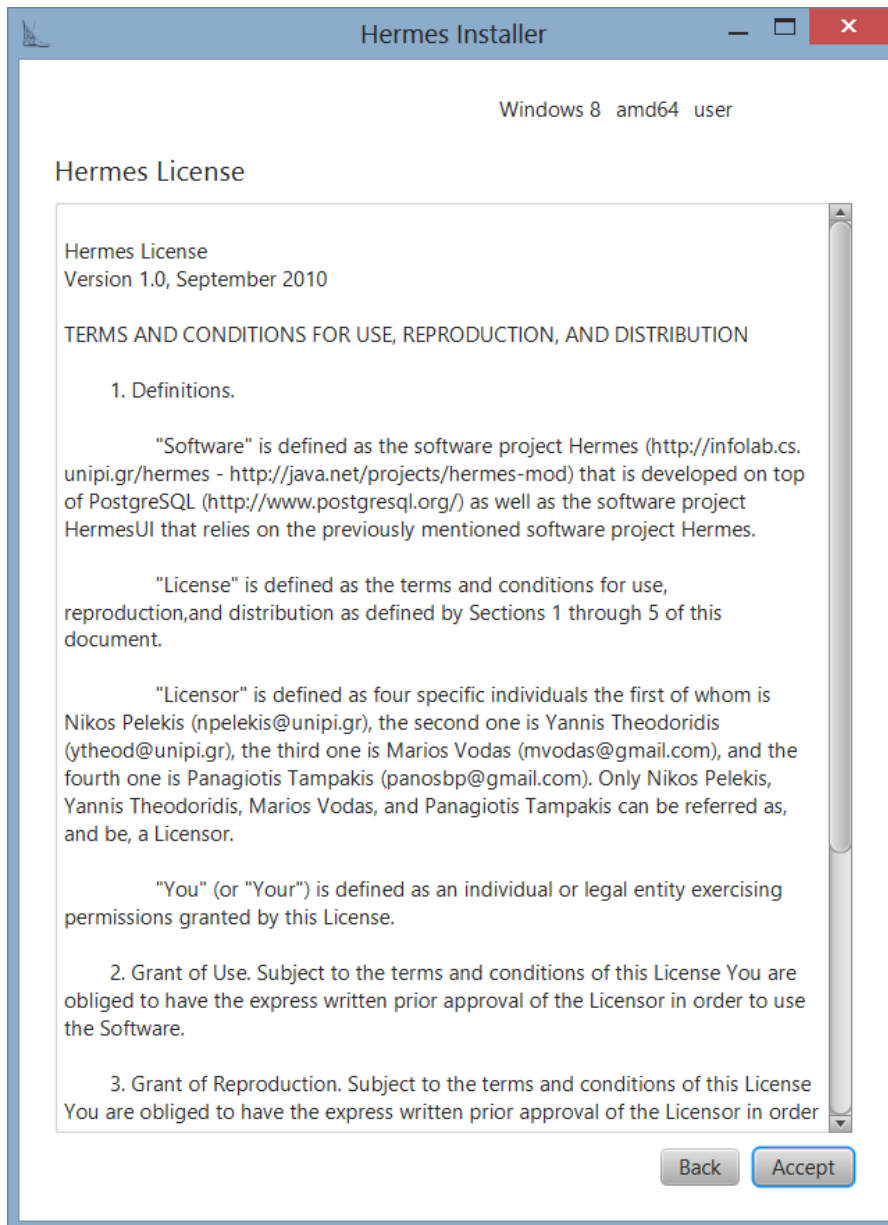 Hermes Installer
Windows 8 amd64 user
Hermes License
Hermes License
Version 1.0, September 2010
TERMS AND CONDITIONS FOR USE, REPRODUCTION, AND DISTRIBUTION
1. Definitions.
"Software" is defined as the software project Hermes (http://infolab.cs.
unipi.gr/hermes - http://java.net/projects/hermes-mod) that is developed on top
of PostgreSQL (http://www.postgresql.org/) as well as the software project
HermesUI that relies on the previously mentioned software project Hermes.
"License" is defined as the terms and conditions for use,
reproduction,and distribution as defined by Sections 1 through 5 of this
document.
"Licensor" is defined as four specific individuals the first of whom is
Nikos Pelekis (npelekis@unipi.gr), the second one is Yannis Theodoridis
(ytheod@unipi.gr), the third one is Marios Vodas (mvodas@gmail.com), and the
fourth one is Panagiotis Tampakis (panosbp@gmail.com). Only Nikos Pelekis,
Yannis Theodoridis, Marios Vodas, and Panagiotis Tampakis can be referred as,
and be, a Licensor.
"You" (or "Your") is defined as an individual or legal entity exercising
permissions granted by this License.
2. Grant of Use. Subject to the terms and conditions of this License You are
obliged to have the express written prior approval of the Licensor in order to use
the Software.
3. Grant of Reproduction. Subject to the terms and conditions of this License
You are obliged to have the express written prior approval of the Licensor in order
Back Accept